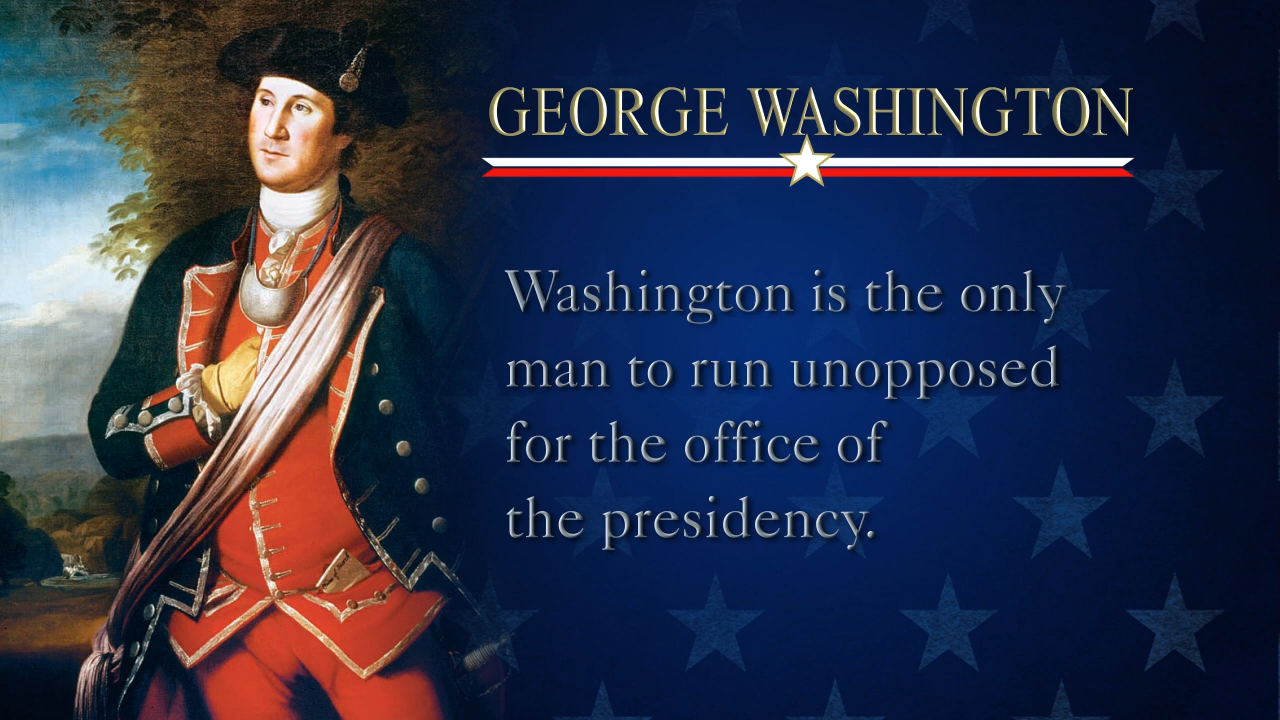 GEORGE WASHINGTON
Washington is the only
man to run unopposed
for the office of
the presidency.